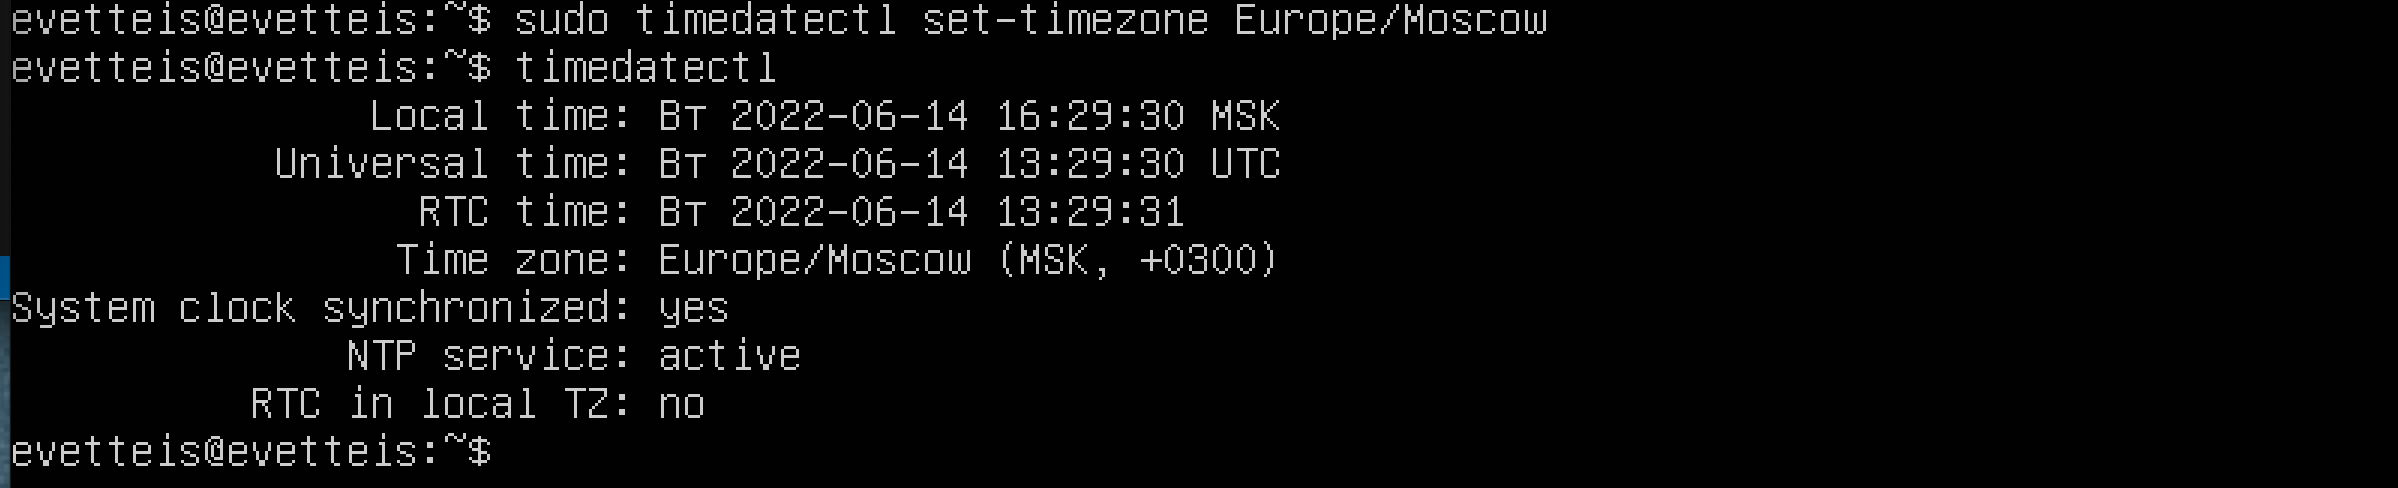 evetteis@evetteis:~$ sudo timedatectl set-timezone Europe/Moscow
evetteis@evetteis:~$ timedatectl
Local time: Вт 2022-06-14 16:29:30 MSK
Universal time: Вт 2022-06-14 13:29:30 UTC
RTC time: Вт 2022-06-14 13:29:31
Time zone: Europe/Moscow (MSK, +0300)
System clock synchronized: yes
NTP service: active
RTC in local TZ: no
evetteis@evetteis:~$